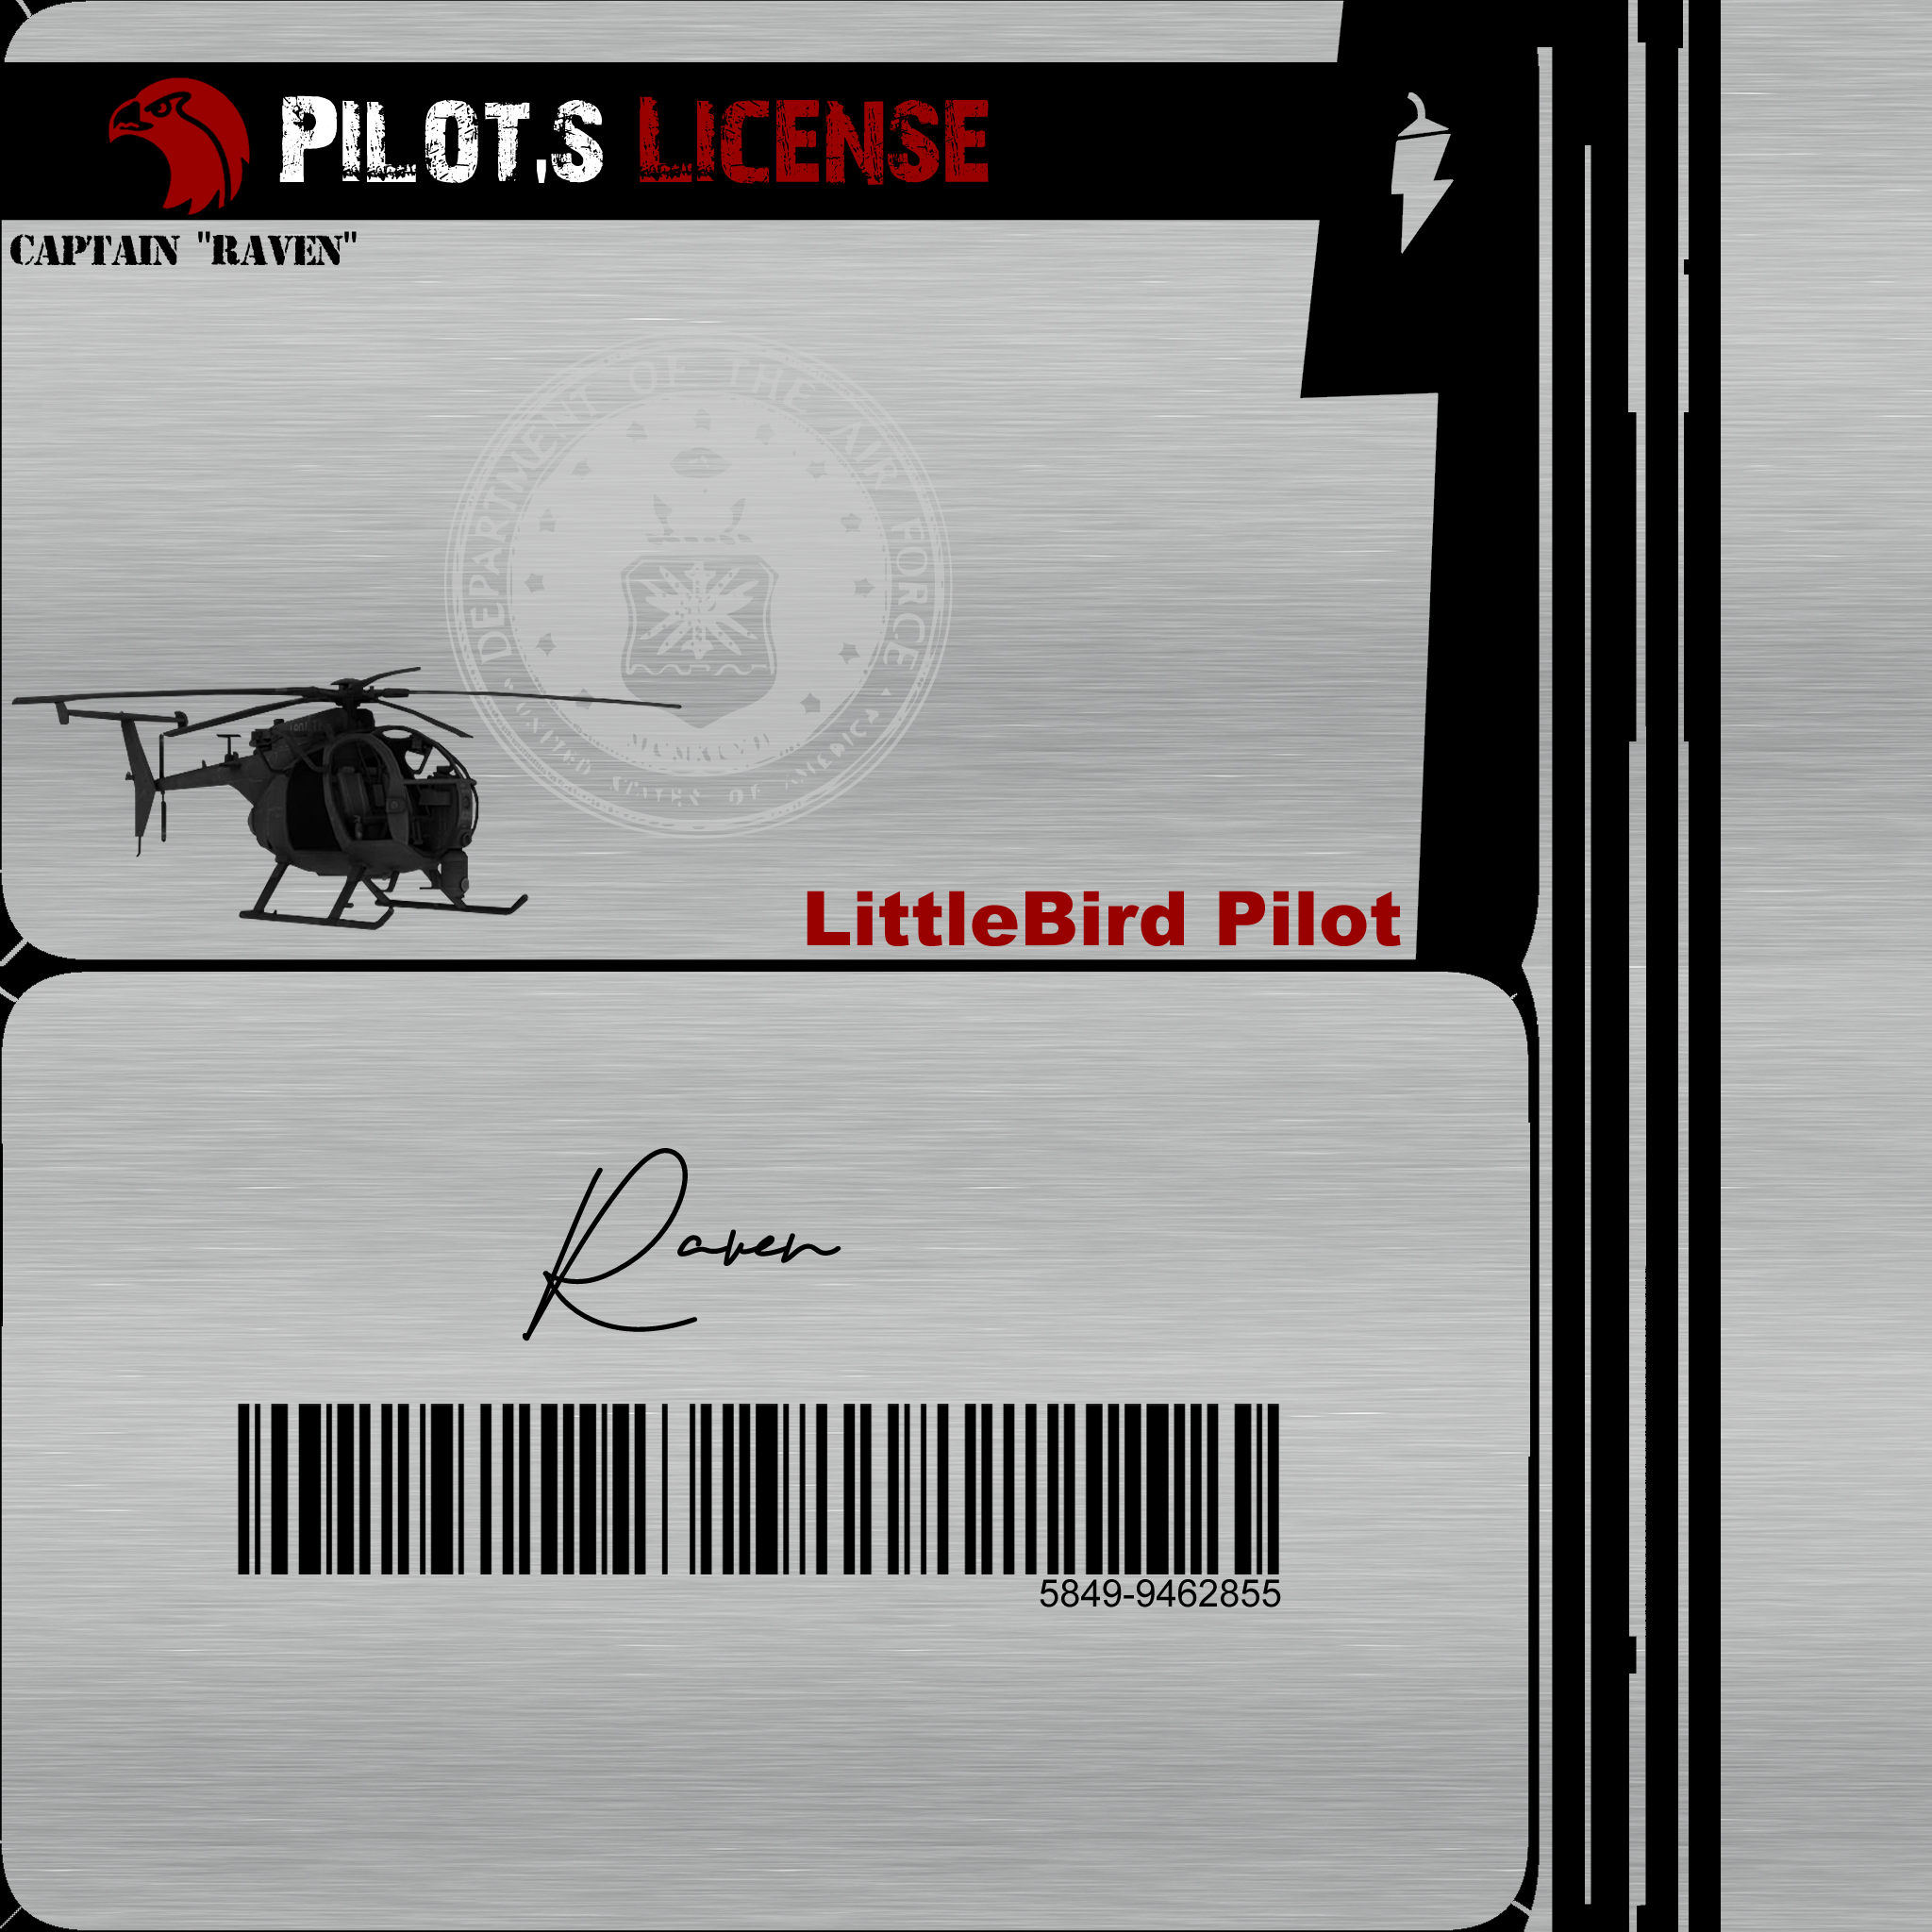 PILOT,S LICENSE
CAPTAIN "RAVEN"
DEPARTMENT OF THE AIR FORCE
UNITED STATES OF AMERICA
LittleBird Pilot
Raven
5849-9462855